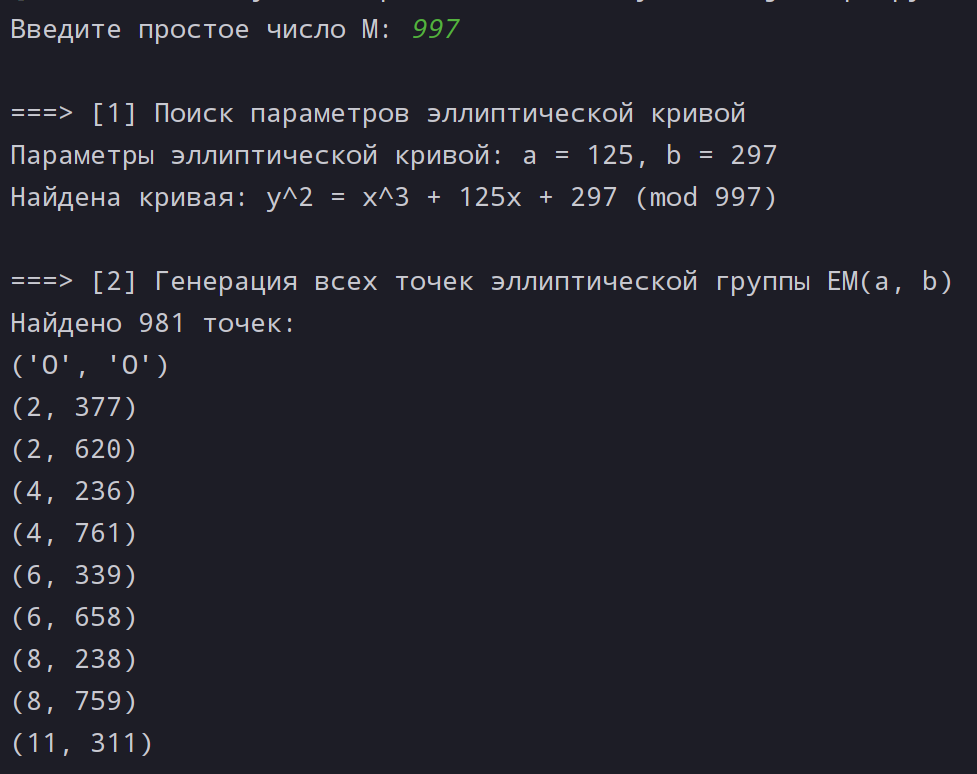 Введите простое число M: 997
===> [1] Поиск параметров эллиптической кривой
Параметры эллиптической кривой: a = 125, b = 297
Найдена кривая: y^2 = x^3 + 125x + 297 (mod 997)
===> [2] Генерация всех точек эллиптической группы EM(a, b)
Найдено 981 точек:
('O', 'O')
(2, 377)
(2, 620)
(4, 236)
(4, 761)
(6, 339)
(6, 658)
(8, 238)
(8, 759)
(11, 311)